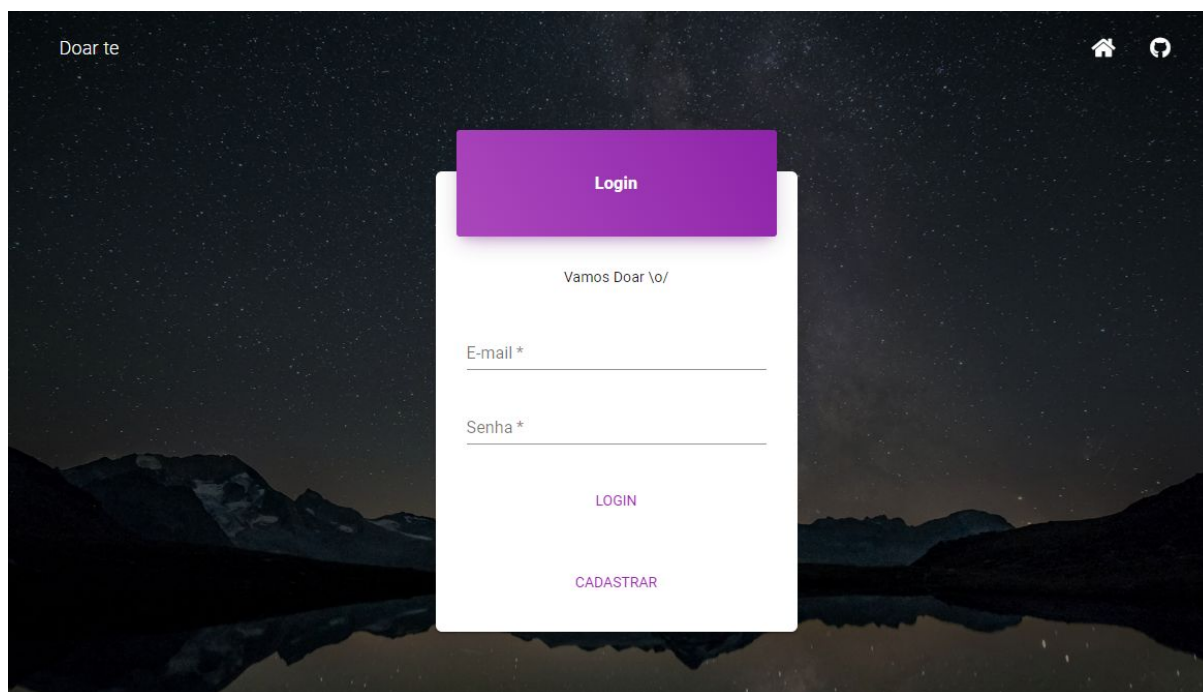 Doar te
Login
Vamos Doar \o/
E-mail *
Senha *
LOGIN
CADASTRAR